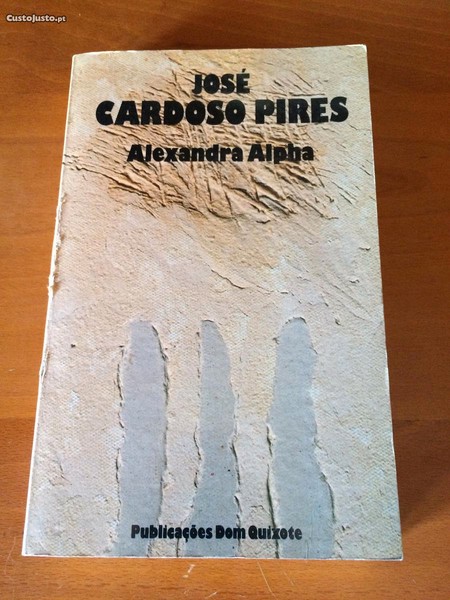 CustoJusto.pt
JOSÉ
CARDOSO PIRES
Alexandra Alpha
Publicações Dom Quixote